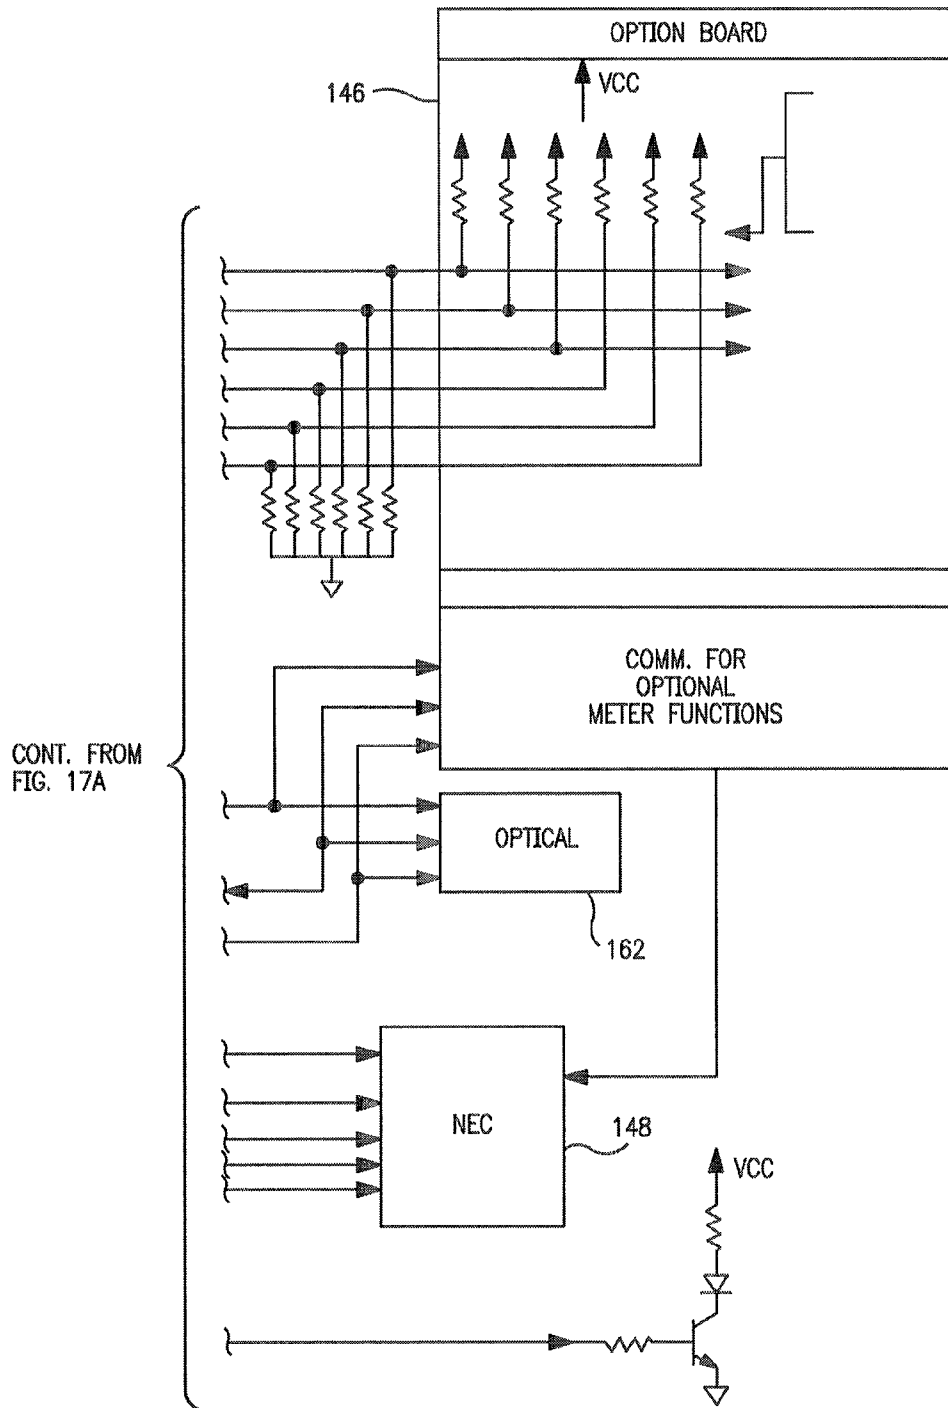 OPTION BOARD
146
VCC
COMM. FOR
OPTIONAL
METER FUNCTIONS
CONT. FROM
FIG. 17A
OPTICAL
162
NEC
148
VCC